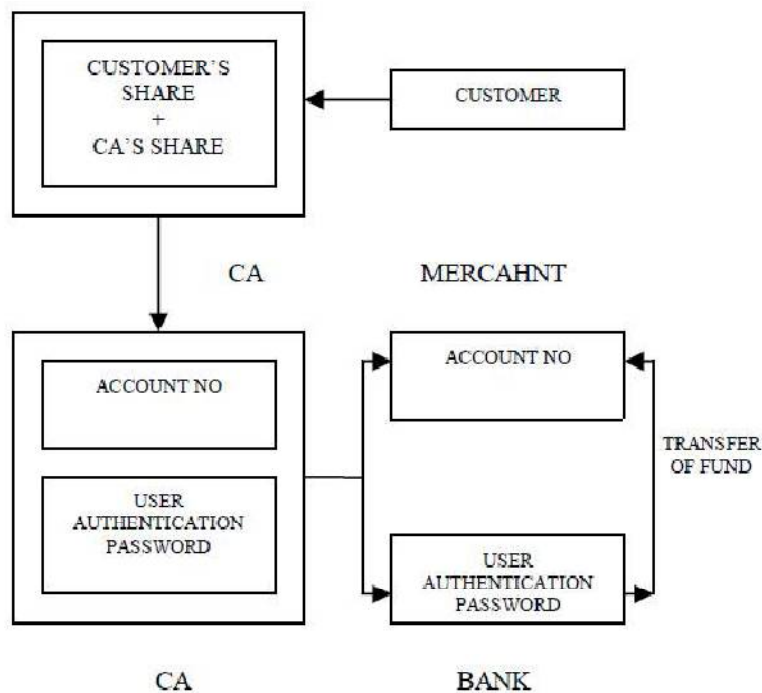 CUSTOMER'S
SHARE
+
CA'S SHARE
CUSTOMER
CA
MERCAHNT
ACCOUNT NO
USER
AUTHENTICATION
PASSWORD
ACCOUNT NO
TRANSFER
OF FUND
USER
AUTHENTICATION
PASSWORD
CA
BANK